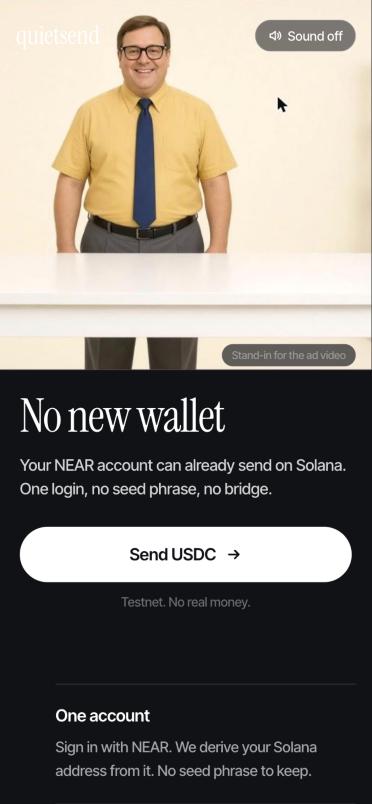 quietsend
Sound off
Stand-in for the ad video
No new wallet
Your NEAR account can already send on Solana.
One login, no seed phrase, no bridge.
Send USDC →
Testnet. No real money.
One account
Sign in with NEAR. We derive your Solana
address from it. No seed phrase to keep.